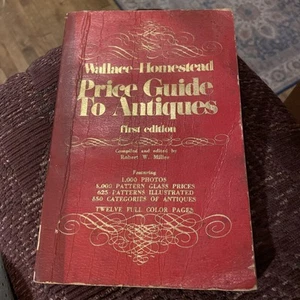 Wallace-Homestead
Price Guide
To Antiques
first edition
Compiled and edited by
Robert W. Miller
Featuring
1,000 PHOTOS
8,000 PATTERN GLASS PRICES
625 PATTERNS ILLUSTRATED
650 CATEGORIES OF ANTIQUES
TWELVE FULL COLOR PAGES